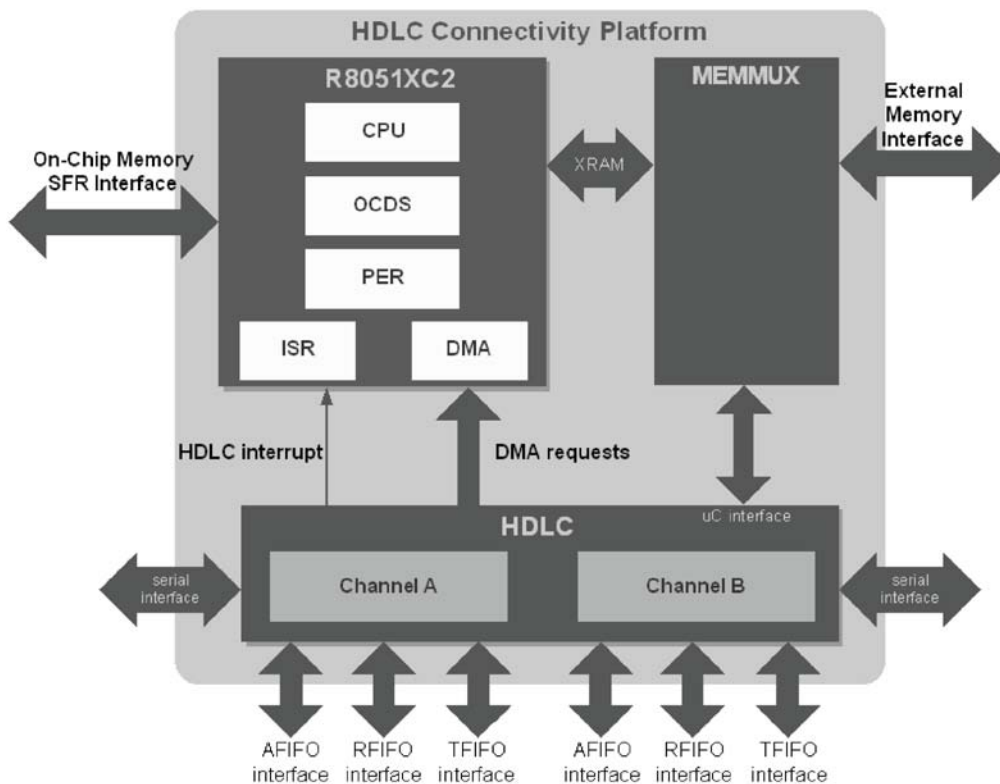 HDLC Connectivity Platform
R8051XC2
MEMMUX
CPU
External
Memory
Interface
On-Chip Memory
SFR Interface
XRAM
OCDS
PER
ISR
DMA
HDLC interrupt
DMA requests
uC interface
HDLC
serial
interface
Channel A
Channel B
serial
interface
AFIFO
interface
RFIFO
interface
TFIFO
interface
AFIFO
interface
RFIFO
interface
TFIFO
interface